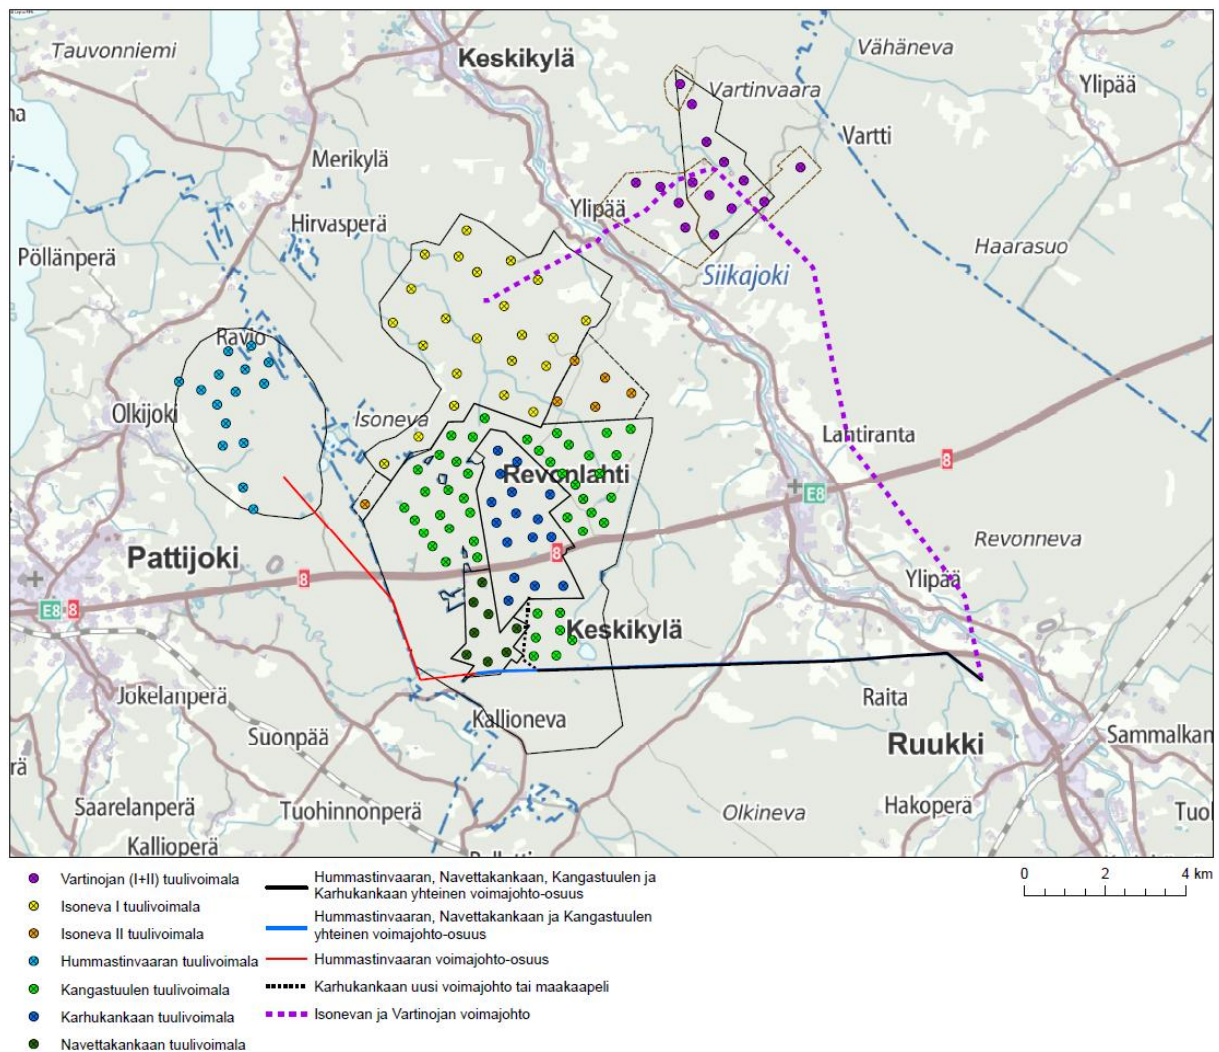 Tauvonniemi
Keskikylä
Vähäneva
Ylipää
Vartinvaara
Vartti
Merikylä
Hirvasperä
Ylipää
Pöllänperä
Haarasuo
Siikajoki
Ravio
Olkijoki
Isoneva
Lahtiranta
Revonlahti
8
E8
Revonneva
Pattijoki
8
8
Ylipää
E8 8
Keskikylä
Jokelanperä
Kallioneva
Raita
Suonpää
Ruukki
Sammalkan
rä
Saarelanperä
Tuohinnonperä
Olkineva
Hakoperä
Tuol
Kallioperä
0 2 4 km
Vartinojan (I+II) tuulivoimala
Isoneva I tuulivoimala
Isoneva II tuulivoimala
Hummastinvaaran tuulivoimala
Kangastuulen tuulivoimala
Karhukankaan tuulivoimala
Navettakankaan tuulivoimala
Hummastinvaaran, Navettakankaan, Kangastuulen ja
Karhukankaan yhteinen voimajohto-osuus
Hummastinvaaran, Navettakankaan ja Kangastuulen
yhteinen voimajohto-osuus
Hummastinvaaran voimajohto-osuus
Karhukankaan uusi voimajohto tai maakaapeli
Isonevan ja Vartinojan voimajohto